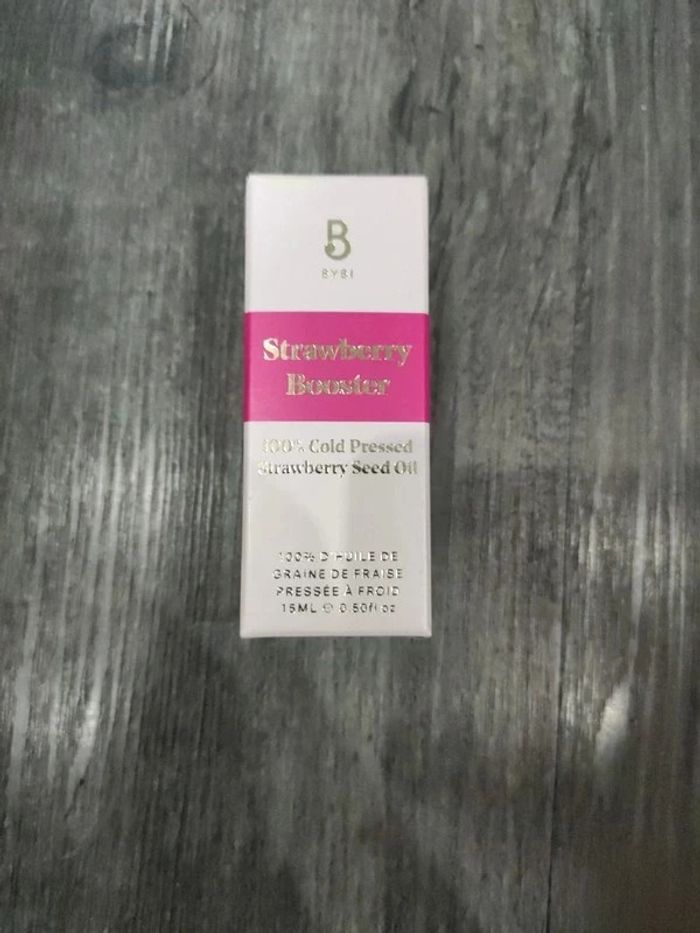 B
BYBI
Strawberry
Booster
100% Cold Pressed
Strawberry Seed Oil
100% D'HUILE DE
GRAINE DE FRAISE
PRESSÉE À FROID
15ML ℮ 0.50fl oz